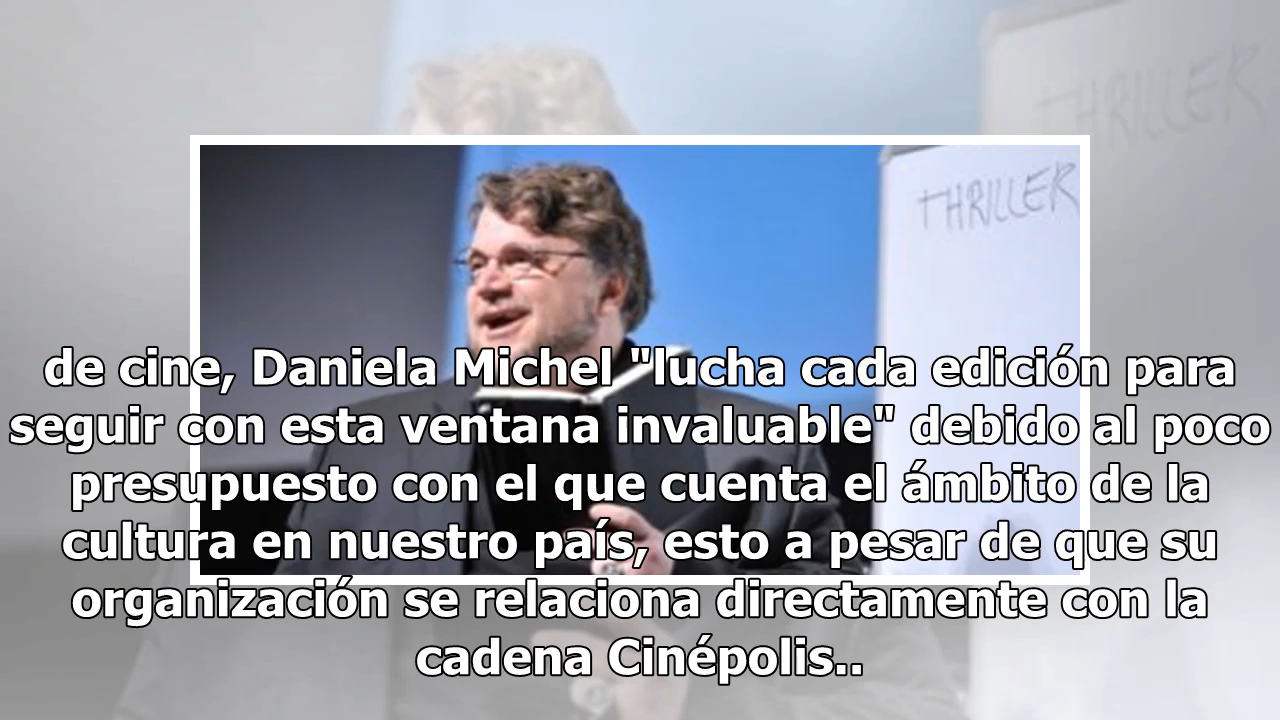 THRILLER
THRILLER
de cine, Daniela Michel "lucha cada edición para
seguir con esta ventana invaluable" debido al poco
presupuesto con el que cuenta el ámbito de la
cultura en nuestro país, esto a pesar de que su
organización se relaciona directamente con la
cadena Cinépolis..